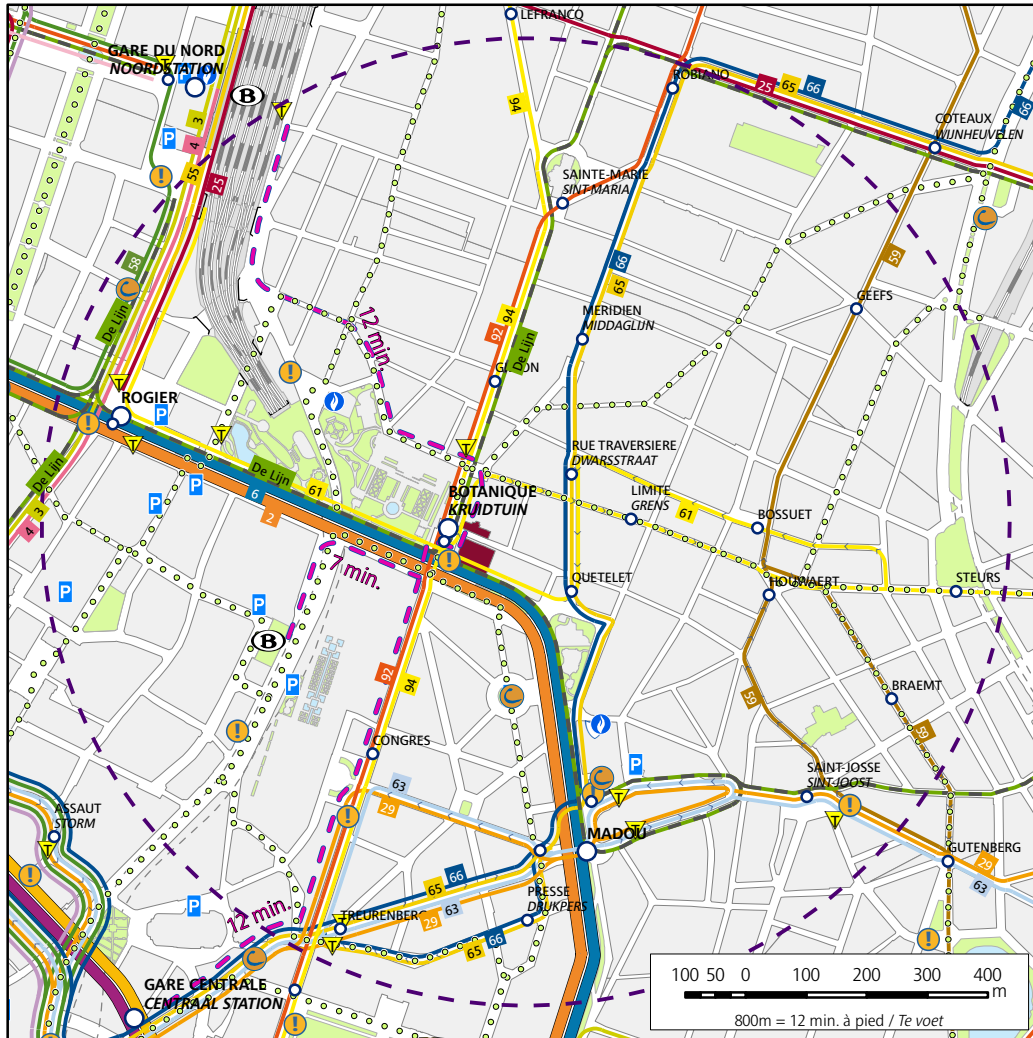 LEFRANCQ
GARE DU NORD
NOORDSTATION
T
P
B
T
ROBIANO
25
65
66
66
94
3
4
55
25
P
COTEAUX
WIJNHEUVELEN
SAINTE-MARIE
SINT-MARIA
59
58
De Lijn
66
65
GEEFS
12 min.
MERIDIEN
MIDDAGLIJN
92
94
De Lijn
T
ROGIER
P
T
De Lijn
3
4
T
De Lijn
61
6
2
P
P
T
BOTANIQUE
KRUIDTUIN
RUE TRAVERSIERE
DWARSSTRAAT
P
LIMITE
GRENS
61
BOSSUET
7 min.
QUETELET
HOUWAERT
STEURS
P
P
B
P
92
94
59
BRAEMT
59
CONGRES
P
63
29
SAINT-JOSSE
SINT-JOOST
T
T
T
MADOU
GUTENBERG
29
63
ASSAUT
STORM
T
P
12 min.
65
66
63
29
TREURENBERG
T
T
PRESSE
DRUKPERS
65
66
GARE CENTRALE
CENTRAAL STATION
100 50 0 100 200 300 400
m
800m = 12 min. à pied / Te voet